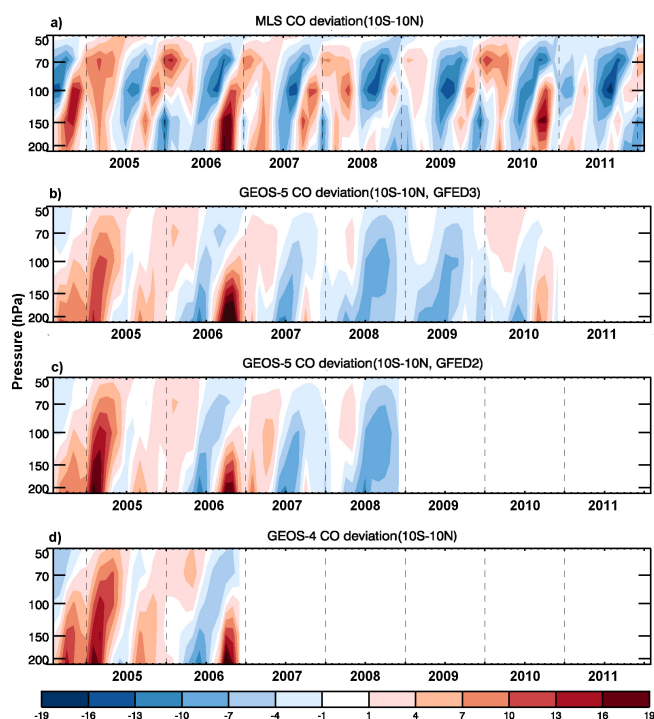 a) MLS CO deviation(10S-10N)
50
70
100
150
200
2005 2006 2007 2008 2009 2010 2011
b) GEOS-5 CO deviation(10S-10N, GFED3)
50
70
100
150
200
2005 2006 2007 2008 2009 2010 2011
Pressure (hPa)
c) GEOS-5 CO deviation(10S-10N, GFED2)
50
70
100
150
200
2005 2006 2007 2008 2009 2010 2011
d) GEOS-4 CO deviation(10S-10N)
50
70
100
150
200
2005 2006 2007 2008 2009 2010 2011
-19 -16 -13 -10 -7 -4 -1 1 4 7 10 13 16 19